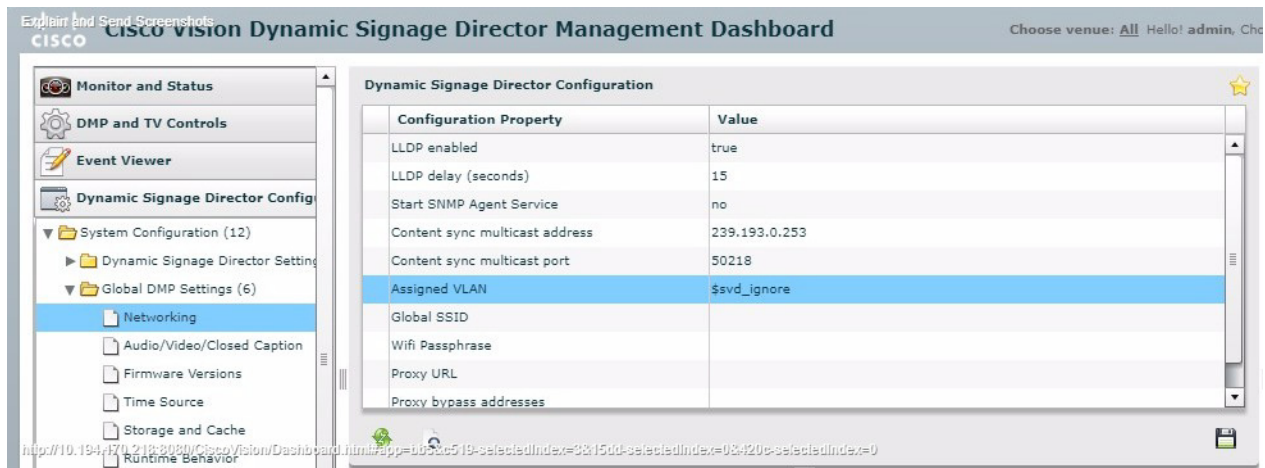 Explain and Send Screenshots
CISCO
Cisco Vision Dynamic Signage Director Management Dashboard
Choose venue: All Hello! admin, Cho
Monitor and Status
DMP and TV Controls
Event Viewer
Dynamic Signage Director Config
System Configuration (12)
Dynamic Signage Director Setting
Global DMP Settings (6)
Networking
Audio/Video/Closed Caption
Firmware Versions
Time Source
Storage and Cache
Runtime Behavior
Dynamic Signage Director Configuration
Configuration Property Value
LLDP enabled true
LLDP delay (seconds) 15
Start SNMP Agent Service no
Content sync multicast address 239.193.0.253
Content sync multicast port 50218
Assigned VLAN $svd_ignore
Global SSID
Wifi Passphrase
Proxy URL
Proxy bypass addresses